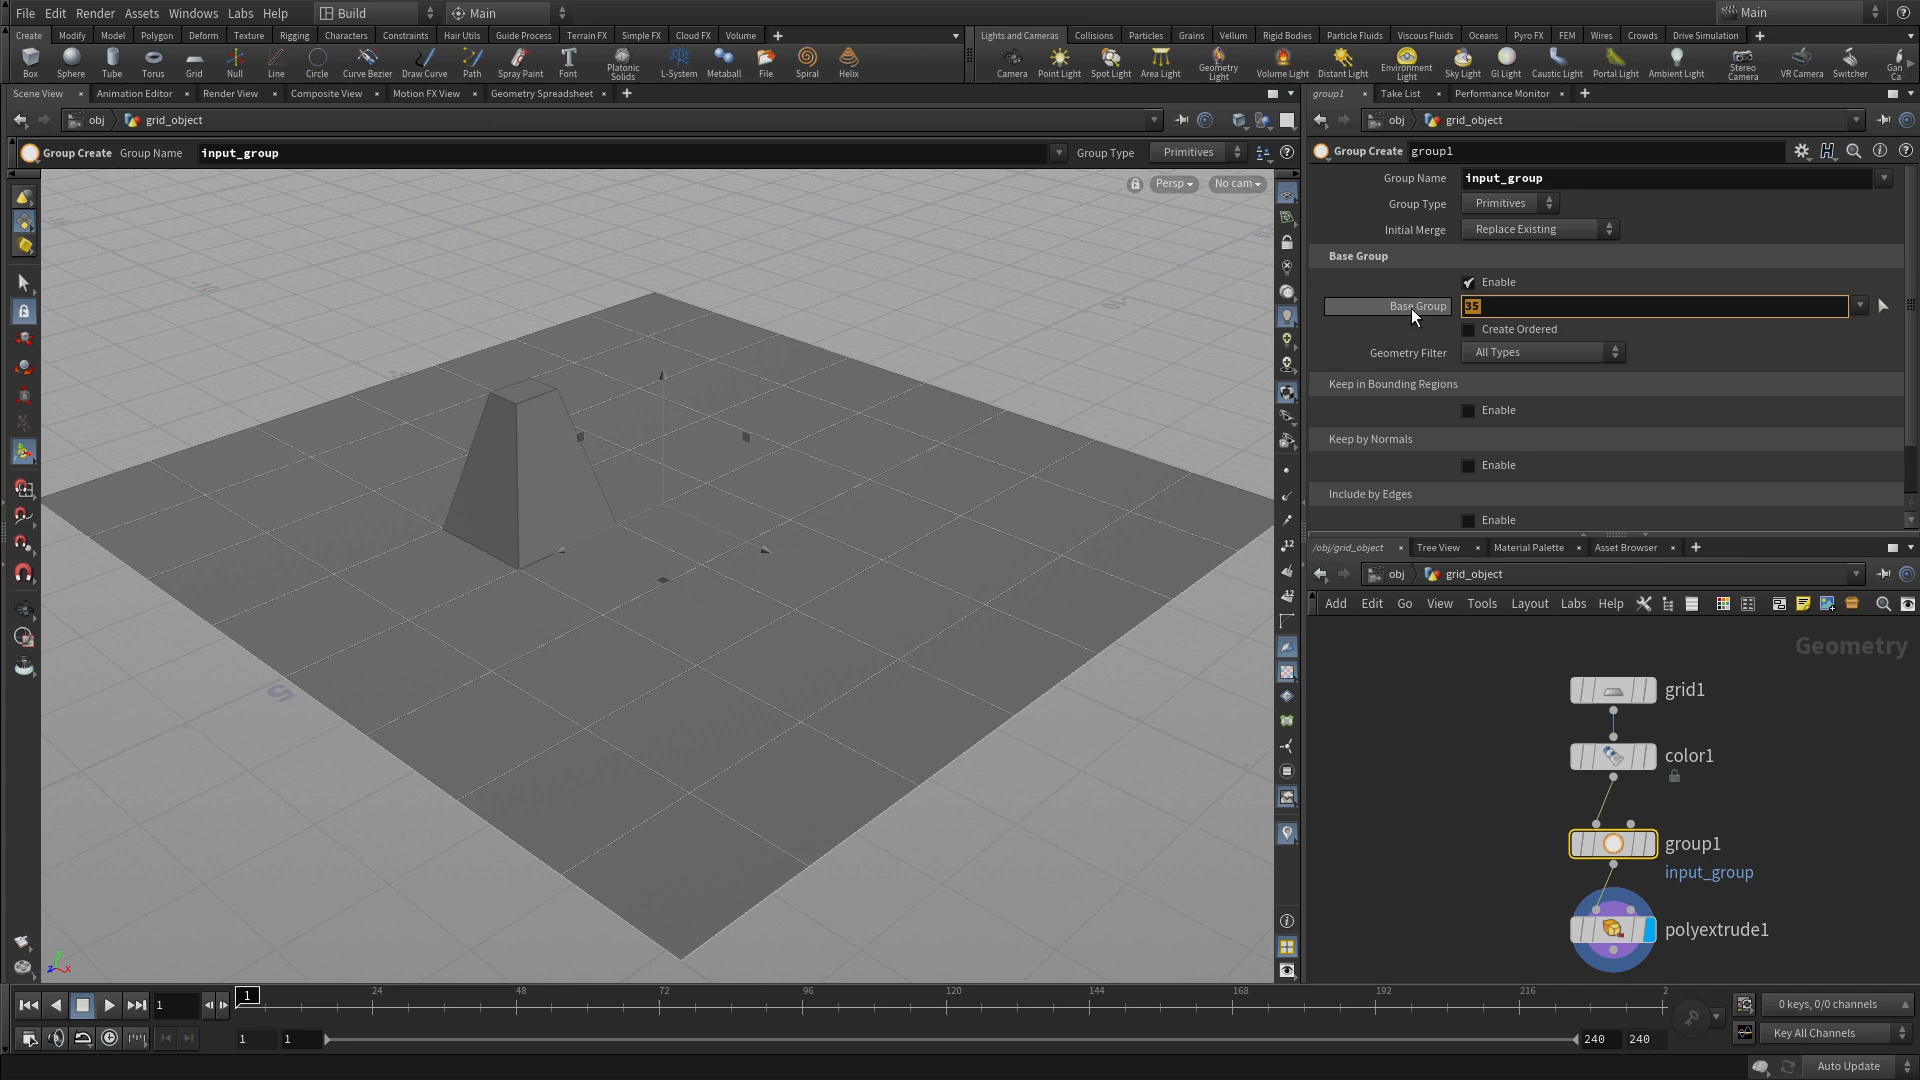 File Edit Render Assets Windows Labs Help Build Main Main
Create Modify Model Polygon Deform Texture Rigging Characters Constraints Hair Utils Guide Process Terrain FX Simple FX Cloud FX Volume
Lights and Cameras Collisions Particles Grains Vellum Rigid Bodies Particle Fluids Viscous Fluids Oceans Pyro FX FEM Wires Crowds Drive Simulation
Box Sphere Tube Torus Grid Null Line Circle Curve Bezier Draw Curve Path Spray Paint Font Platonic Solids L-System Metaball File Spiral Helix
Camera Point Light Spot Light Area Light Geometry Light Volume Light Distant Light Environment Light Sky Light GI Light Caustic Light Portal Light Ambient Light Stereo Camera VR Camera Switcher Gan Ca
Scene View Animation Editor Render View Composite View Motion FX View Geometry Spreadsheet
group1 Take List Performance Monitor
obj grid_object
obj grid_object
Group Create Group Name input_group Group Type Primitives
Group Create group1
Persp No cam
Group Name input_group
Group Type Primitives
Initial Merge Replace Existing
Base Group
Enable
Base Group 35
Create Ordered
Geometry Filter All Types
Keep in Bounding Regions
Enable
Keep by Normals
Enable
Include by Edges
Enable
/obj/grid_object Tree View Material Palette Asset Browser
obj grid_object
Add Edit Go View Tools Layout Labs Help
Geometry
grid1
color1
group1
input_group
polyextrude1
12
12
5
z y x
1 1 24 48 72 96 120 144 168 192 216 2
0 keys, 0/0 channels
1 1 240 240
Key All Channels
Auto Update